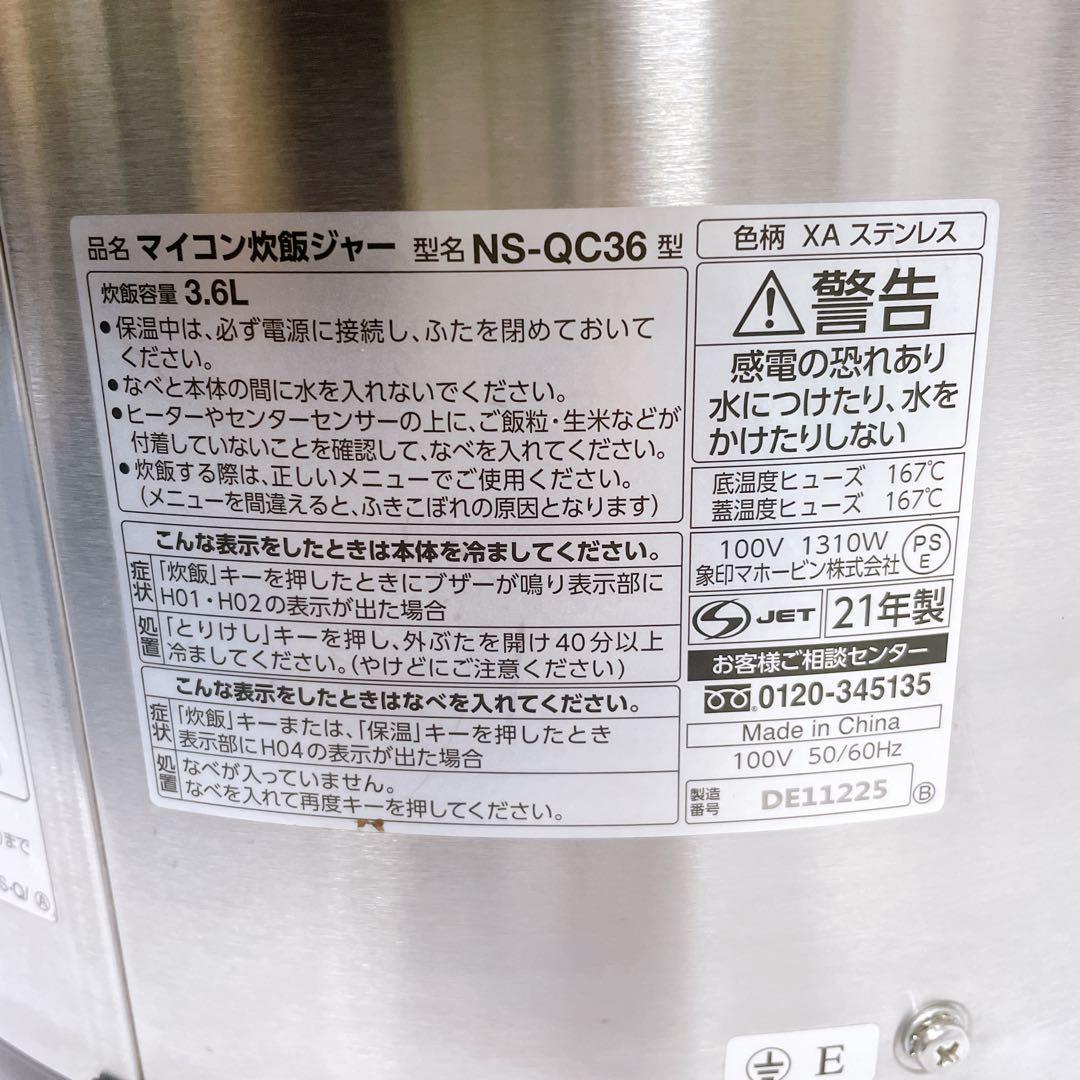 品名 マイコン炊飯ジャー 型名 NS-QC36 型
炊飯容量 3.6L
●保温中は、必ず電源に接続し、ふたを閉めておいて
ください。
●なべと本体の間に水を入れないでください。
●ヒーターやセンターセンサーの上に、ご飯粒・生米などが
付着していないことを確認して、なべを入れてください。
●炊飯する際は、正しいメニューでご使用ください。
(メニューを間違えると、ふきこぼれの原因となります)
こんな表示をしたときは本体を冷ましてください。
症状 「炊飯」キーを押したときにブザーが鳴り表示部に
H01・H02の表示が出た場合
処置 「とりけし」キーを押し、外ぶたを開け40分以上
冷ましてください。(やけどにご注意ください)
こんな表示をしたときはなべを入れてください。
症状 「炊飯」キーまたは、「保温」キーを押したとき
表示部にH04の表示が出た場合
処置 なべが入っていません。
なべを入れて再度キーを押してください。
色柄 XA ステンレス
警告
感電の恐れあり
水につけたり、水を
かけたりしない
底温度ヒューズ 167℃
蓋温度ヒューズ 167℃
100V 1310W
象印マホービン株式会社
PS
E
S JET 21年製
お客様ご相談センター
0120-345135
Made in China
100V 50/60Hz
製造番号 DE11225 Ⓑ
まで
S-Q/ Ⓐ
E